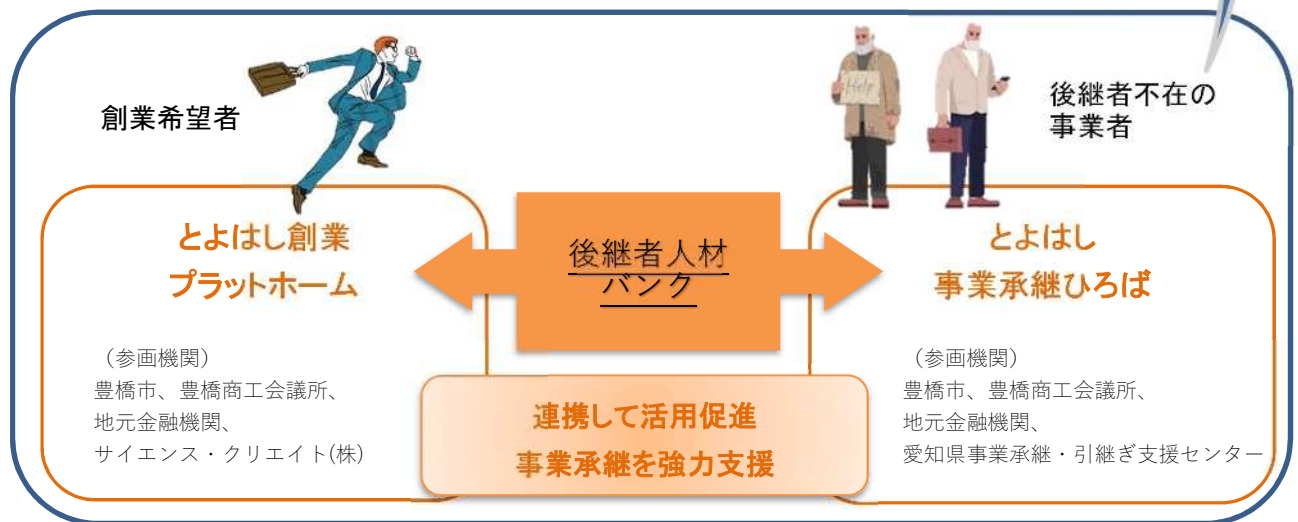 創業希望者
Help
後継者不在の
事業者
とよはし創業
プラットホーム
(参画機関)
豊橋市、豊橋商工会議所、
地元金融機関、
サイエンス・クリエイト(株)
後継者人材
バンク
連携して活用促進
事業承継を強力支援
とよはし
事業承継ひろば
(参画機関)
豊橋市、豊橋商工会議所、
地元金融機関、
愛知県事業承継・引継ぎ支援センター